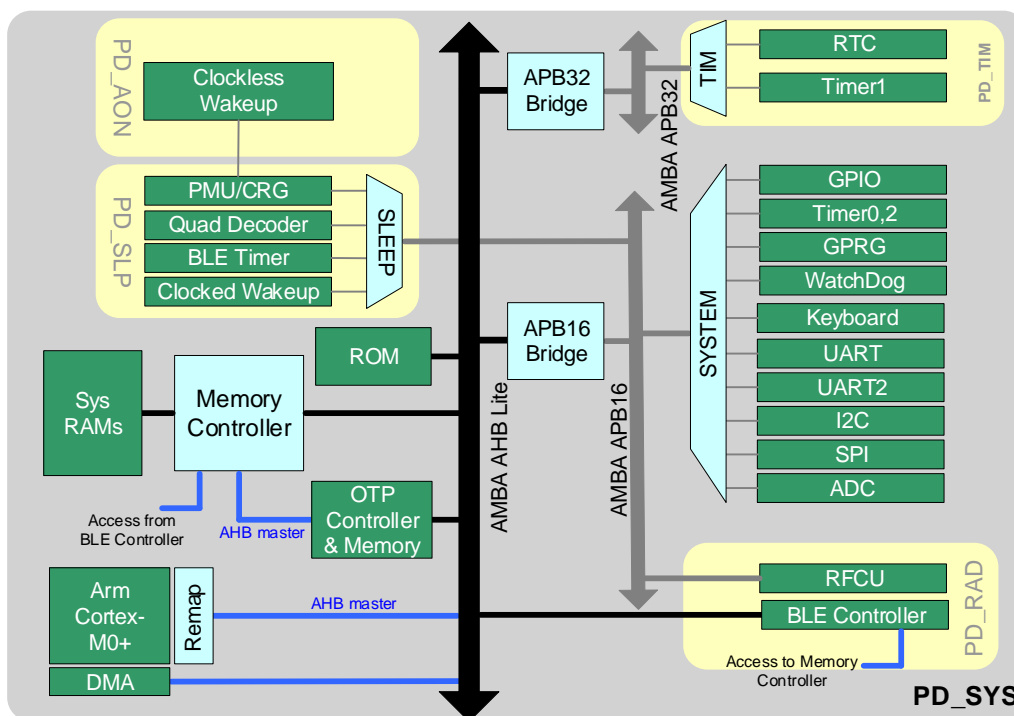 PD_AON
Clockless
Wakeup
PD_SLP
PMU/CRG
Quad Decoder
BLE Timer
Clocked Wakeup
SLEEP
APB32
Bridge
AMBA APB32
TIM
RTC
Timer1
PD_TIM
SYSTEM
GPIO
Timer0,2
GPRG
WatchDog
Keyboard
UART
UART2
I2C
SPI
ADC
APB16
Bridge
AMBA AHB Lite
AMBA APB16
ROM
Sys
RAMs
Memory
Controller
Access from
BLE Controller
AHB master
OTP
Controller
& Memory
Arm
Cortex-
M0+
Remap
AHB master
DMA
RFCU
BLE Controller
PD_RAD
Access to Memory
Controller
PD_SYS